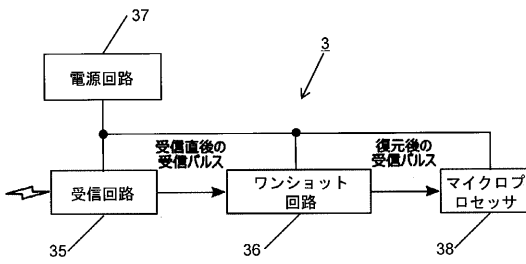 37
3
電源回路
受信直後の
受信パルス
復元後の
受信パルス
受信回路
ワンショット
回路
マイクロプ
ロセッサ
35
36
38